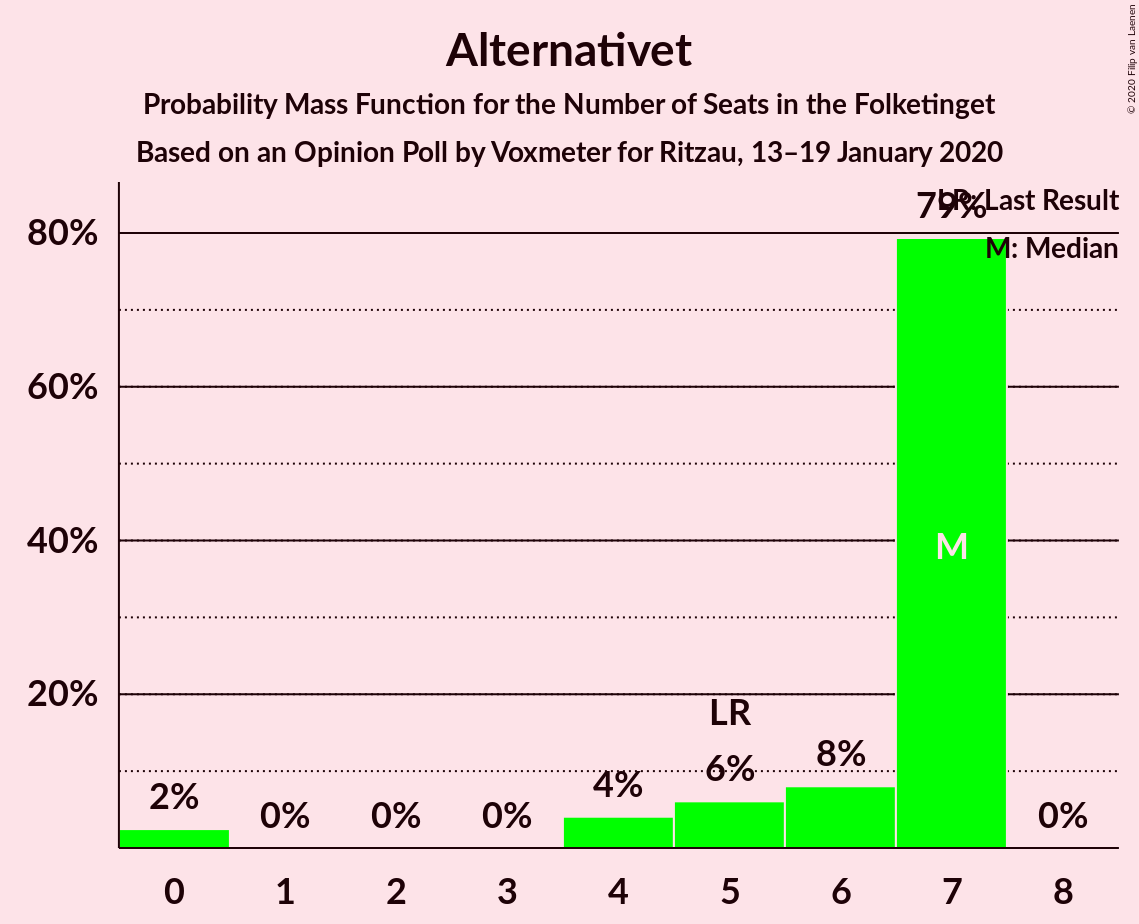 Alternativet
Probability Mass Function for the Number of Seats in the Folketinget
Based on an Opinion Poll by Voxmeter for Ritzau, 13–19 January 2020
© 2020 Filip van Laenen
LR: Last Result
M: Median
79%
80%
60%
40%
20%
M
LR
2%
0%
0%
0%
4%
6%
8%
0%
0 1 2 3 4 5 6 7 8